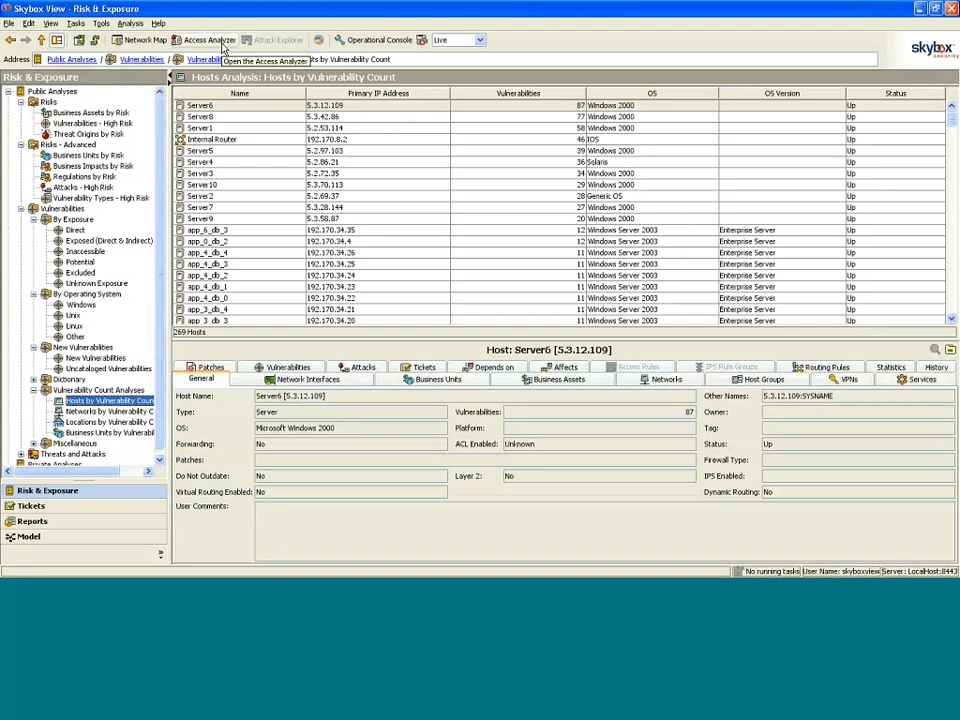 Skybox View - Risk & Exposure
File Edit View Tasks Tools Analysis Help
Network Map Access Analyzer Attack Explorer Operational Console Live
Address Public Analyses / Vulnerabilities / Vulnerabili Open the Access Analyzer ts by Vulnerability Count
skybox security
Risk & Exposure
Public Analyses
Risks
Business Assets by Risk
Vulnerabilities - High Risk
Threat Origins by Risk
Risks - Advanced
Business Units by Risk
Business Impacts by Risk
Regulations by Risk
Attacks - High Risk
Vulnerability Types - High Risk
Vulnerabilities
By Exposure
Direct
Exposed (Direct & Indirect)
Inaccessible
Potential
Excluded
Unknown Exposure
By Operating System
Windows
Unix
Linux
Other
New Vulnerabilities
New Vulnerabilities
Uncataloged Vulnerabilities
Dictionary
Vulnerability Count Analyses
Hosts by Vulnerability Coun
Networks by Vulnerability C
Locations by Vulnerability C
Business Units by Vulnerabil
Miscellaneous
Threats and Attacks
Private Analyses
Risk & Exposure
Tickets
Reports
Model
Hosts Analysis: Hosts by Vulnerability Count
Name Primary IP Address Vulnerabilities OS OS Version Status
Server6 5.3.12.109 87 Windows 2000 Up
Server8 5.3.42.86 77 Windows 2000 Up
Server1 5.2.53.114 58 Windows 2000 Up
Internal Router 192.170.8.2 46 IOS Up
Server5 5.2.97.103 39 Windows 2000 Up
Server4 5.2.86.21 36 Solaris Up
Server3 5.2.72.35 34 Windows 2000 Up
Server10 5.3.70.113 29 Windows 2000 Up
Server2 5.2.69.37 28 Generic OS Up
Server7 5.3.28.144 27 Windows 2000 Up
Server9 5.3.58.87 20 Windows 2000 Up
app_6_db_3 192.170.34.35 12 Windows Server 2003 Enterprise Server Up
app_0_db_2 192.170.34.4 12 Windows Server 2003 Enterprise Server Up
app_4_db_4 192.170.34.26 11 Windows Server 2003 Enterprise Server Up
app_4_db_3 192.170.34.25 11 Windows Server 2003 Enterprise Server Up
app_4_db_2 192.170.34.24 11 Windows Server 2003 Enterprise Server Up
app_4_db_1 192.170.34.23 11 Windows Server 2003 Enterprise Server Up
app_4_db_0 192.170.34.22 11 Windows Server 2003 Enterprise Server Up
app_3_db_4 192.170.34.21 11 Windows Server 2003 Enterprise Server Up
app_3_db_3 192.170.34.20 11 Windows Server 2003 Enterprise Server Up
269 Hosts
Host: Server6 [5.3.12.109]
Patches Vulnerabilities Attacks Tickets Depends on Affects Access Rules IPS Rule Groups Routing Rules Statistics History
General Network Interfaces Business Units Business Assets Networks Host Groups VPNs Services
Host Name: Server6 [5.3.12.109] Other Names: 5.3.12.109:SYSNAME
Type: Server Vulnerabilities: 87 Owner:
OS: Microsoft Windows 2000 Platform: Tag:
Forwarding: No ACL Enabled: Unknown Status: Up
Patches: Firewall Type:
Do Not Outdate: No Layer 2: No IPS Enabled:
Virtual Routing Enabled: No Dynamic Routing: No
User Comments:
No running tasks User Name: skyboxview Server: LocalHost:8443